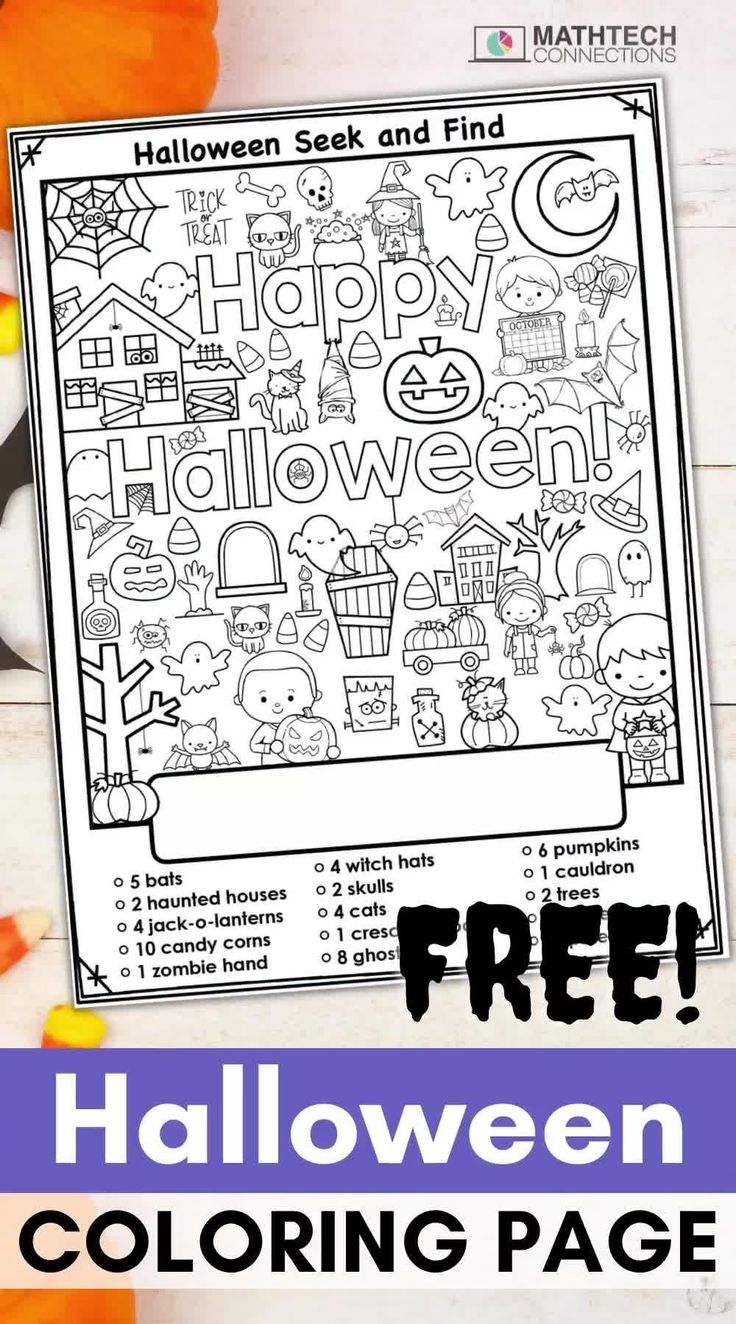 MATHTECH
CONNECTIONS
Halloween Seek and Find
TRiCK
or
TREAT
Happy
OCTOBER
Halloween!
5 bats
2 haunted houses
4 jack-o-lanterns
10 candy corns
1 zombie hand
4 witch hats
2 skulls
4 cats
1
8
6 pumpkins
1 cauldron
2 trees
FREE!
Halloween
COLORING PAGE